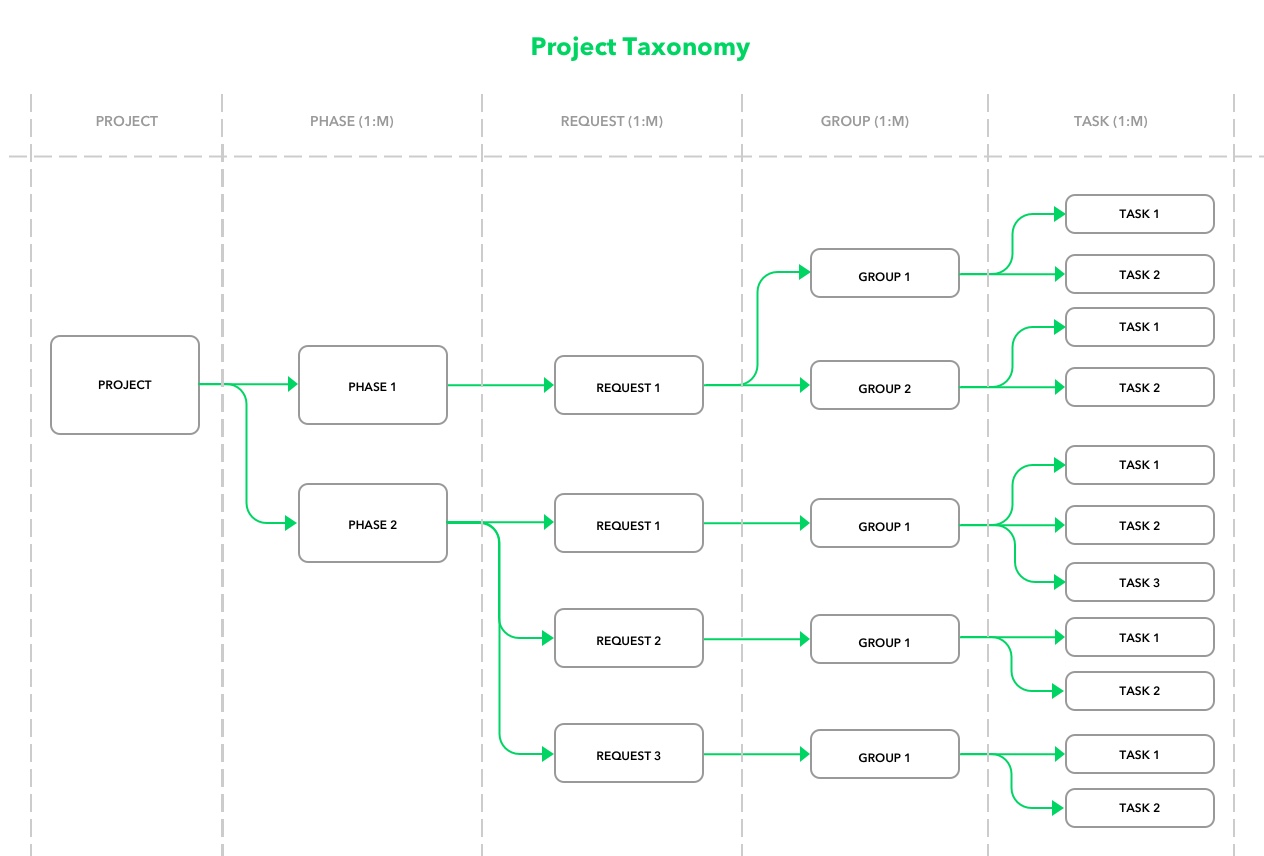 Project Taxonomy
PROJECT
PHASE (1:M)
REQUEST (1:M)
GROUP (1:M)
TASK (1:M)
TASK 1
GROUP 1
TASK 2
TASK 1
PROJECT
PHASE 1
REQUEST 1
GROUP 2
TASK 2
TASK 1
PHASE 2
REQUEST 1
GROUP 1
TASK 2
TASK 3
REQUEST 2
GROUP 1
TASK 1
TASK 2
REQUEST 3
GROUP 1
TASK 1
TASK 2